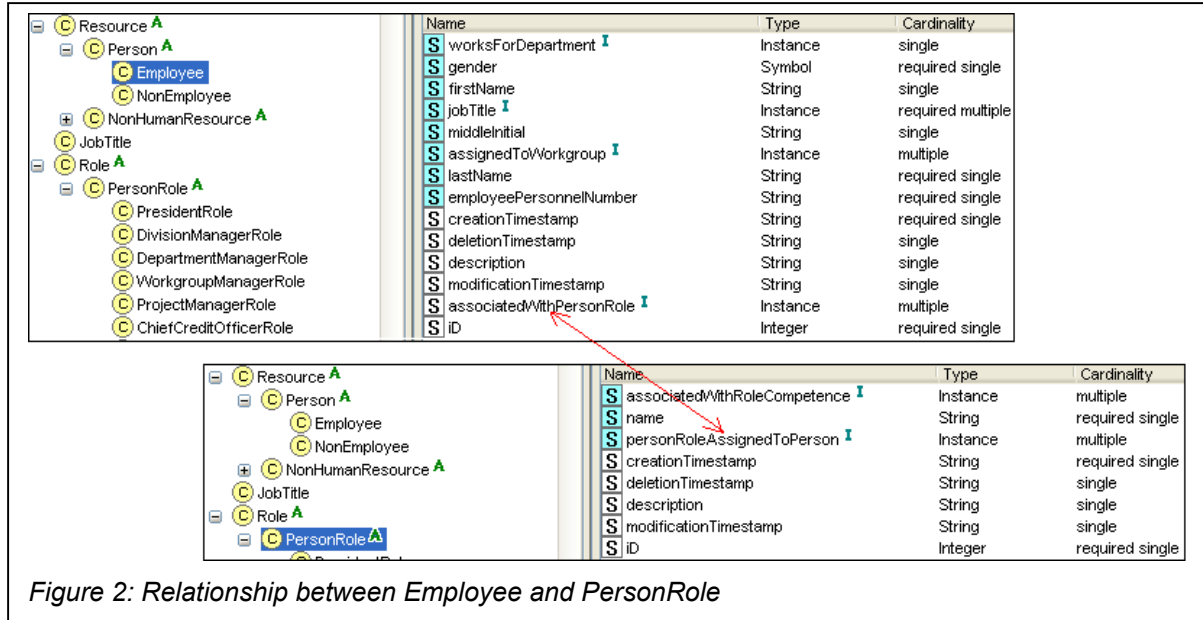 Resource A
Person A
Employee
NonEmployee
NonHumanResource A
JobTitle
Role A
PersonRole A
PresidentRole
DivisionManagerRole
DepartmentManagerRole
WorkgroupManagerRole
ProjectManagerRole
ChiefCreditOfficerRole
Name Type Cardinality
S worksForDepartment I Instance single
S gender Symbol required single
S firstName String single
S jobTitle I Instance required multiple
S middleInitial String single
S assignedToWorkgroup I Instance multiple
S lastName String required single
S employeePersonnelNumber String required single
S creationTimestamp String required single
S deletionTimestamp String single
S description String single
S modificationTimestamp String single
S associatedWithPersonRole I Instance multiple
S iD Integer required single
Resource A
Person A
Employee
NonEmployee
NonHumanResource A
JobTitle
Role A
PersonRole A
Name Type Cardinality
S associatedWithRoleCompetence I Instance multiple
S name String required single
S personRoleAssignedToPerson I Instance multiple
S creationTimestamp String required single
S deletionTimestamp String single
S description String single
S modificationTimestamp String single
S iD Integer required single
Figure 2: Relationship between Employee and PersonRole